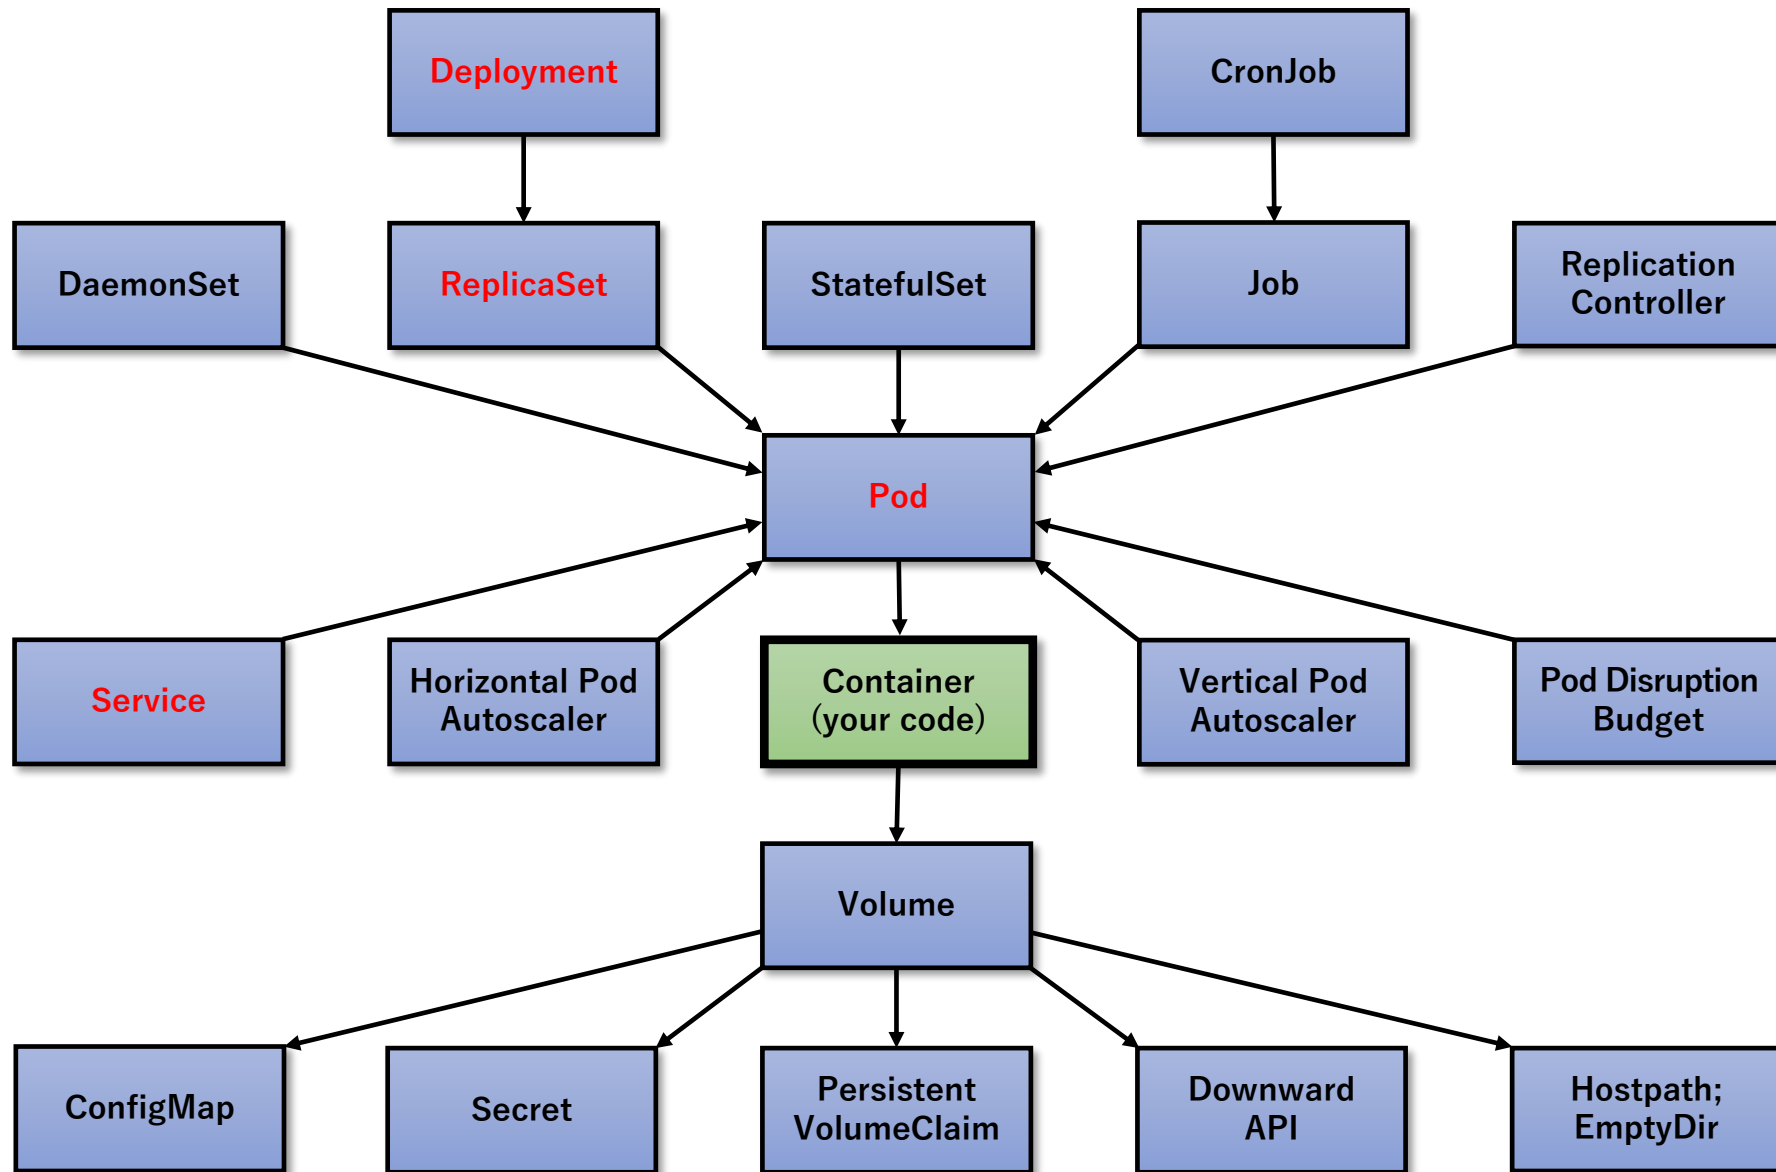 Deployment
CronJob
DaemonSet
ReplicaSet
StatefulSet
Job
Replication
Controller
Pod
Service
Horizontal Pod
Autoscaler
Container
(your code)
Vertical Pod
Autoscaler
Pod Disruption
Budget
Volume
ConfigMap
Secret
Persistent
VolumeClaim
Downward
API
Hostpath;
EmptyDir